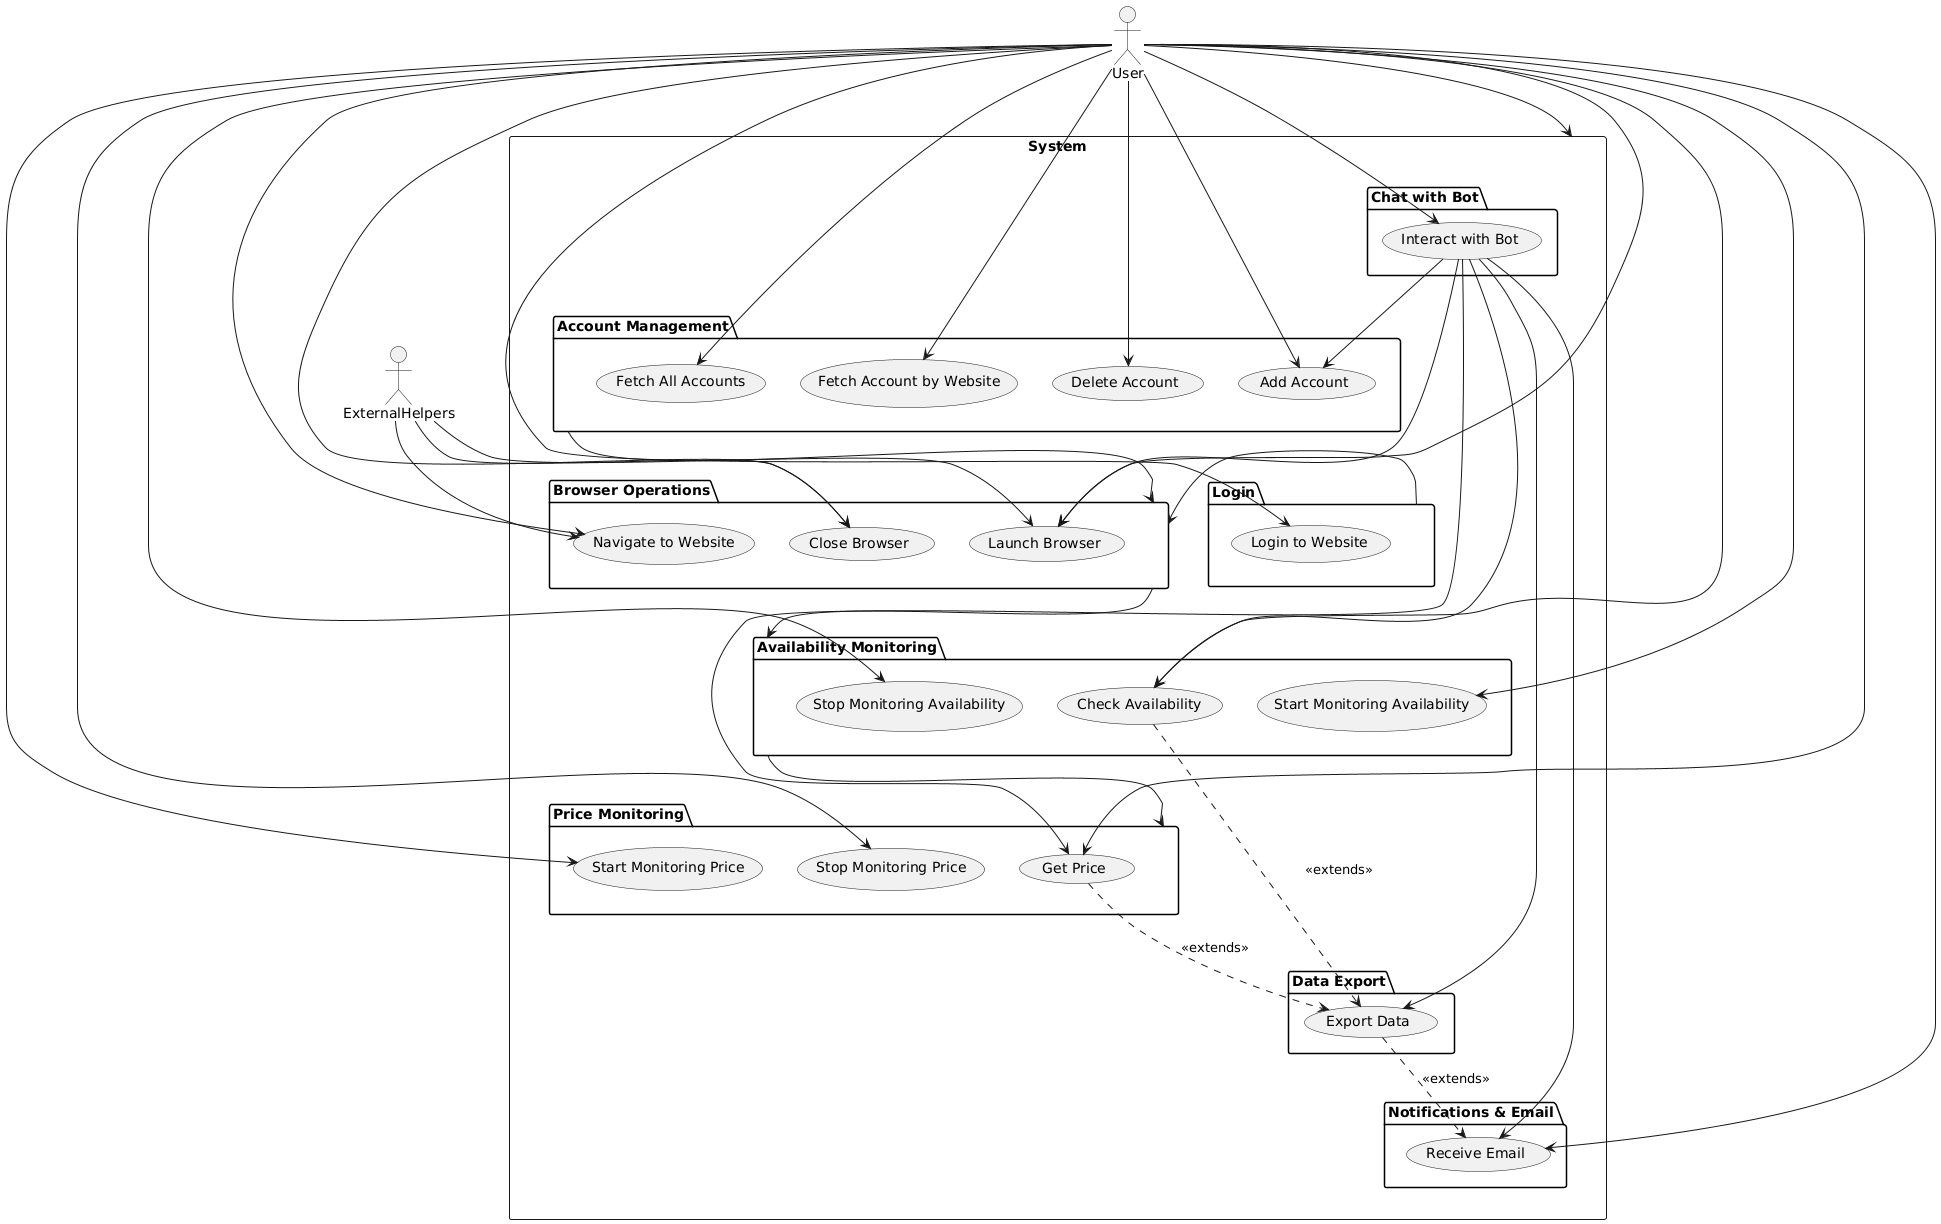 User
System
Chat with Bot
Interact with Bot
Account Management
Fetch All Accounts
Fetch Account by Website
Delete Account
Add Account
ExternalHelpers
Browser Operations
Login
Navigate to Website
Close Browser
Launch Browser
Login to Website
Availability Monitoring
Stop Monitoring Availability
Check Availability
Start Monitoring Availability
Price Monitoring
Start Monitoring Price
Stop Monitoring Price
Get Price
«extends»
«extends»
Data Export
Export Data
«extends»
Notifications & Email
Receive Email